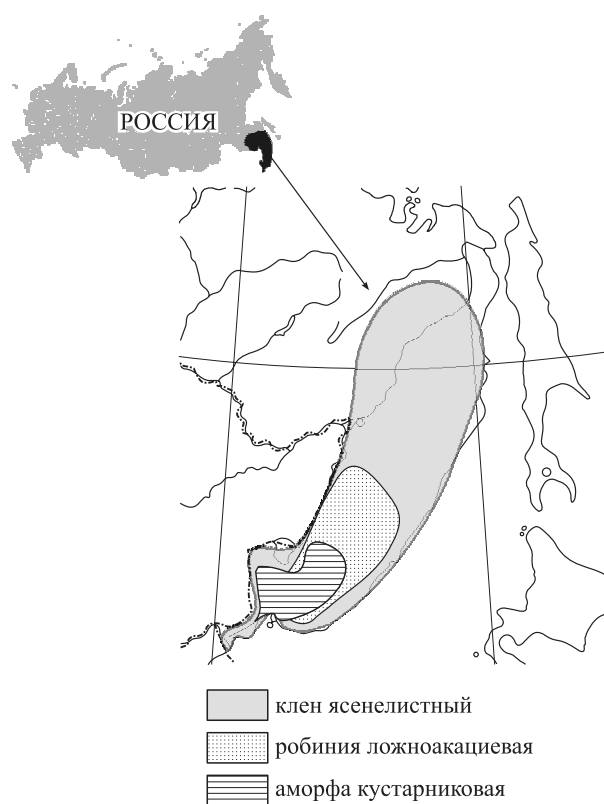 РОССИЯ
клен ясенелистный
робиния ложноакациевая
аморфа кустарниковая